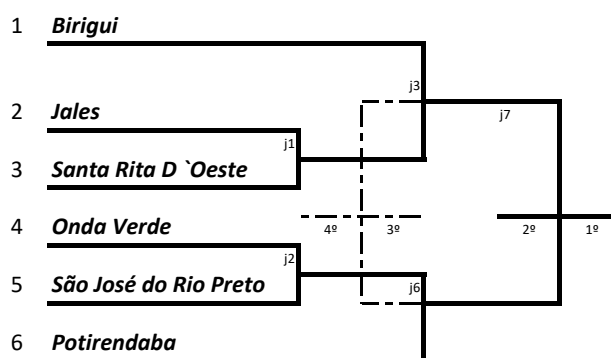 1 Birigui
j3
2 Jales
j7
j1
3 Santa Rita D `Oeste
4 Onda Verde
4º 3º 2º 1º
j2
5 São José do Rio Preto
j6
6 Potirendaba